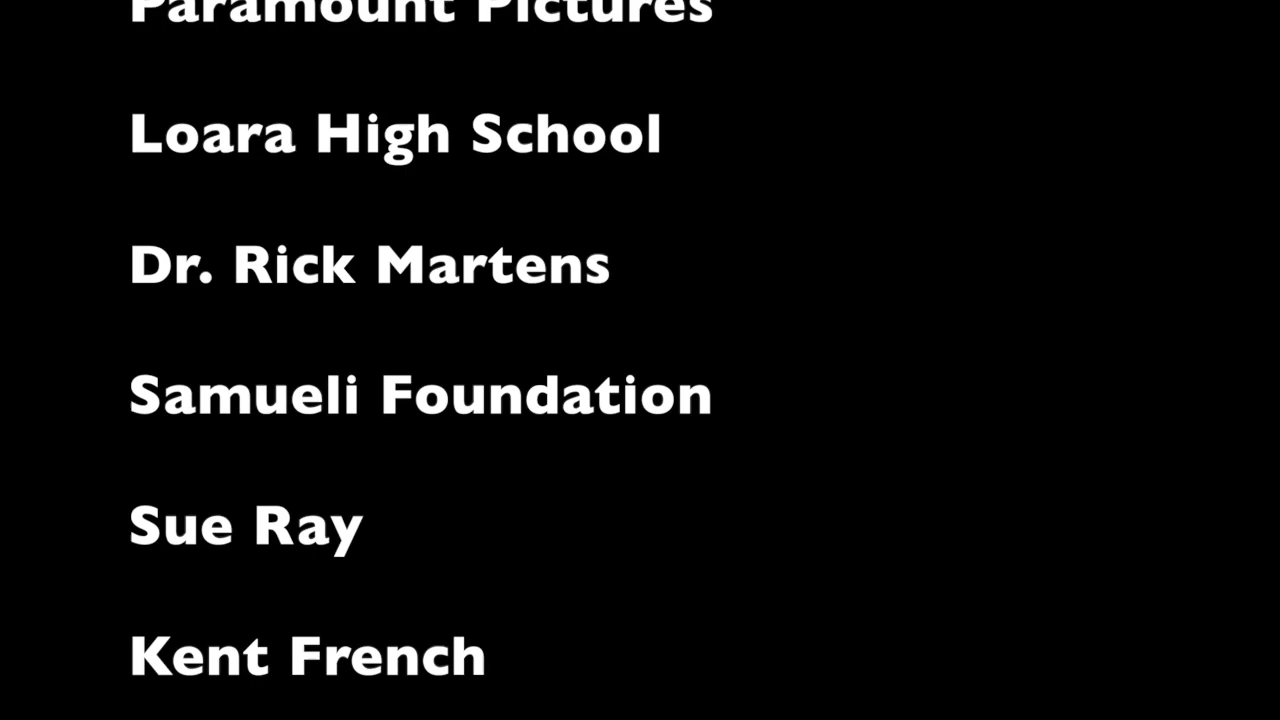 Paramount Pictures
Loara High School
Dr. Rick Martens
Samueli Foundation
Sue Ray
Kent French